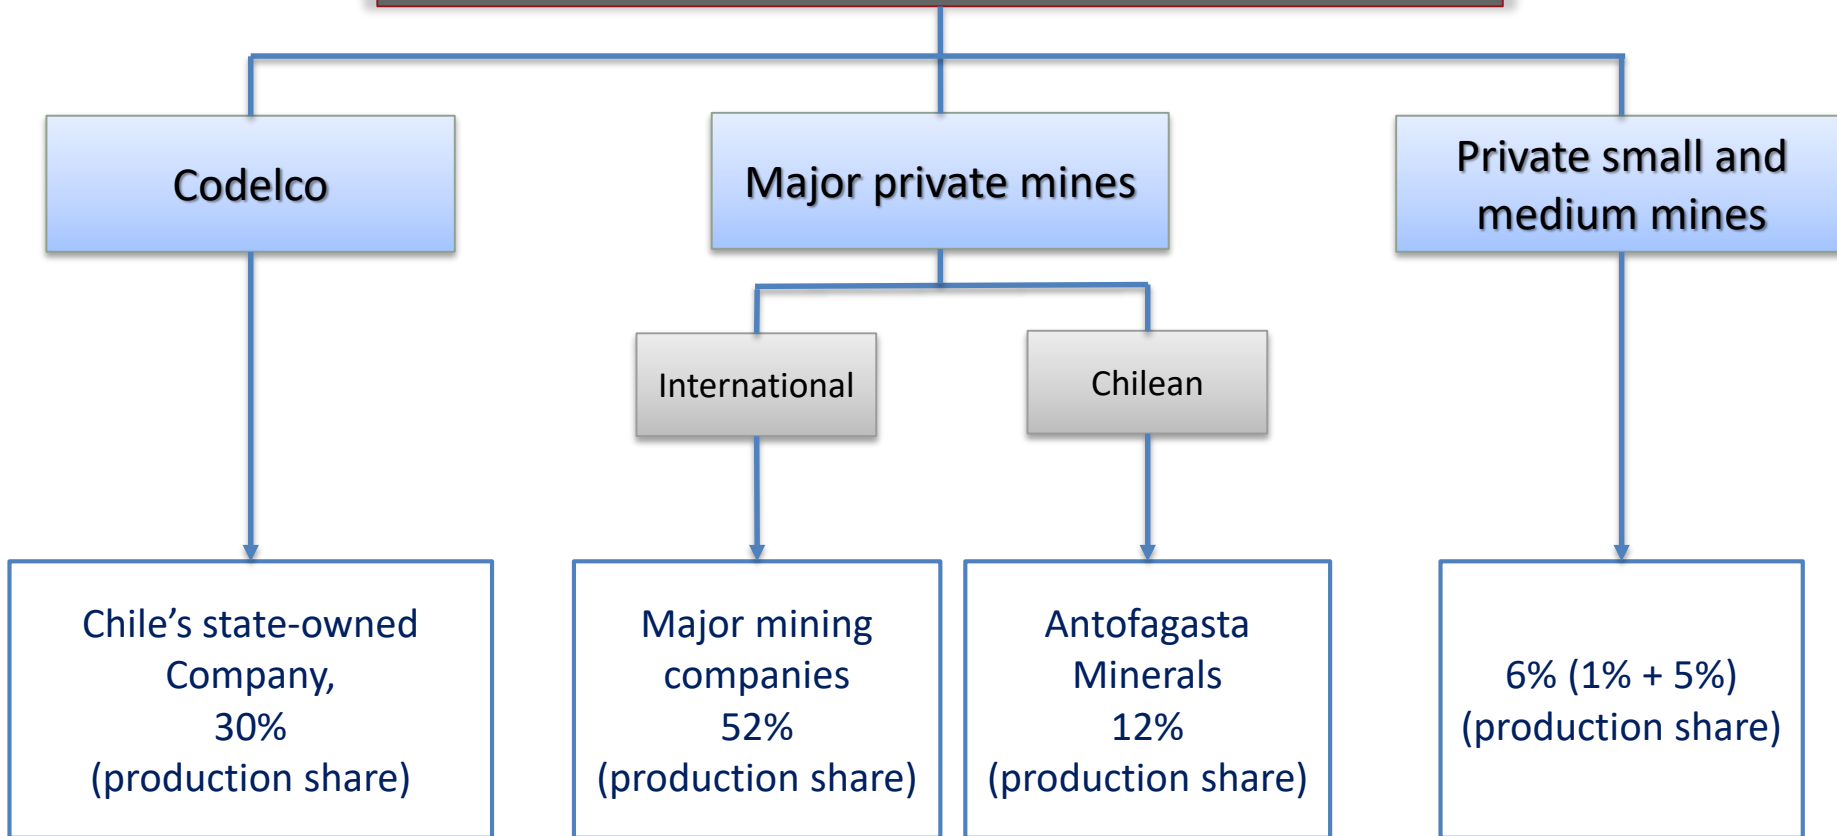 Codelco
Major private mines
Private small and
medium mines
International
Chilean
Chile’s state-owned
Company,
30%
(production share)
Major mining
companies
52%
(production share)
Antofagasta
Minerals
12%
(production share)
6% (1% + 5%)
(production share)